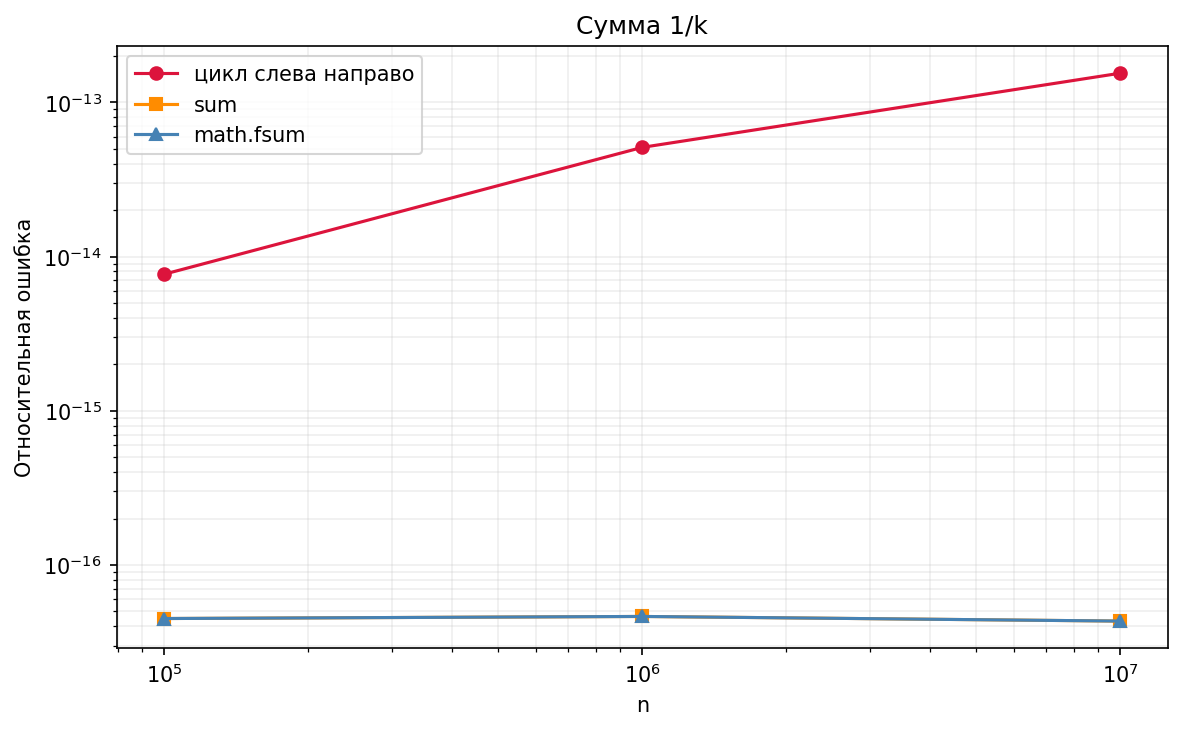 Сумма 1/k
цикл слева направо
sum
math.fsum
Относительная ошибка
10⁻¹³
10⁻¹⁴
10⁻¹⁵
10⁻¹⁶
10⁵
10⁶
10⁷
n